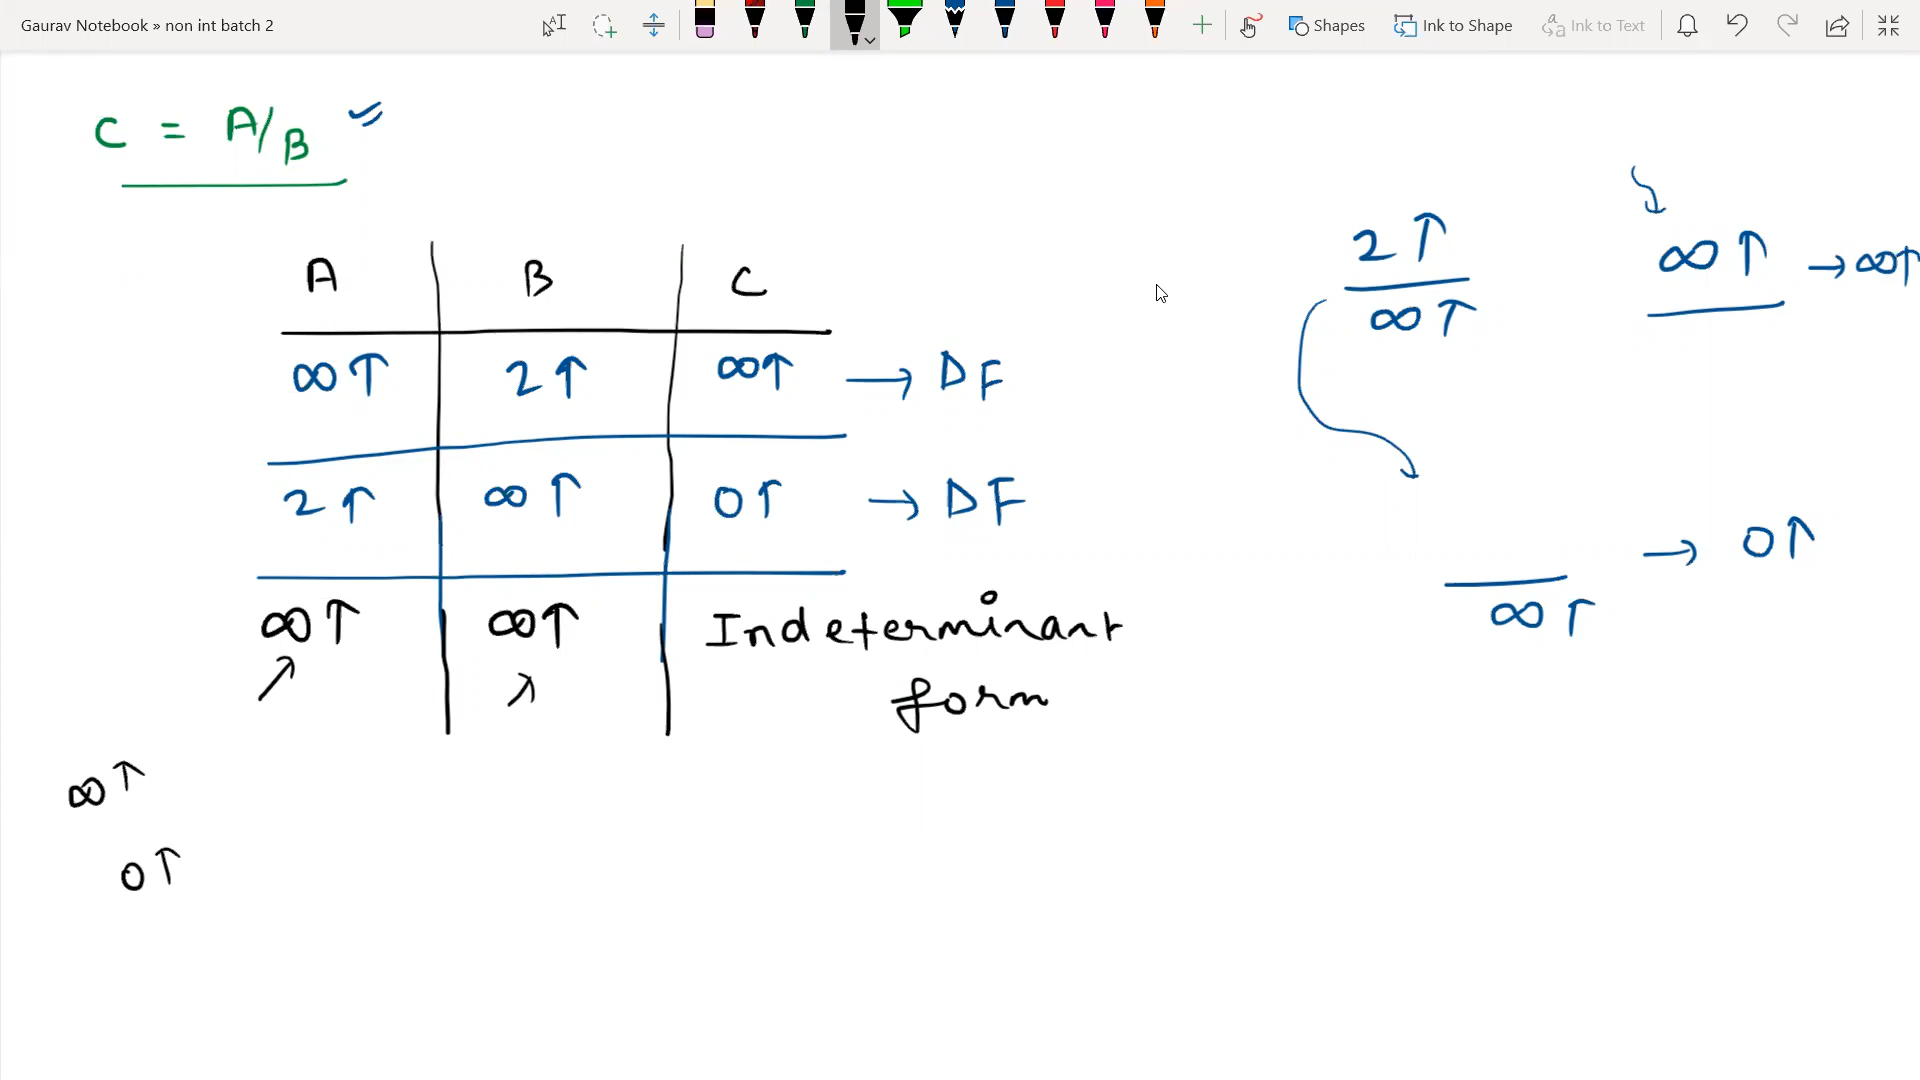 Gaurav Notebook » non int batch 2
Shapes
Ink to Shape
Ink to Text
C = A/B
A B C
∞↑ 2↑ ∞↑ → DF
2↑ ∞↑ 0↑ → DF
∞↑ ∞↑ Indeterminant
form
∞↑
0↑
2↑
∞↑
∞↑ → ∞↑
→ 0↑
∞↑